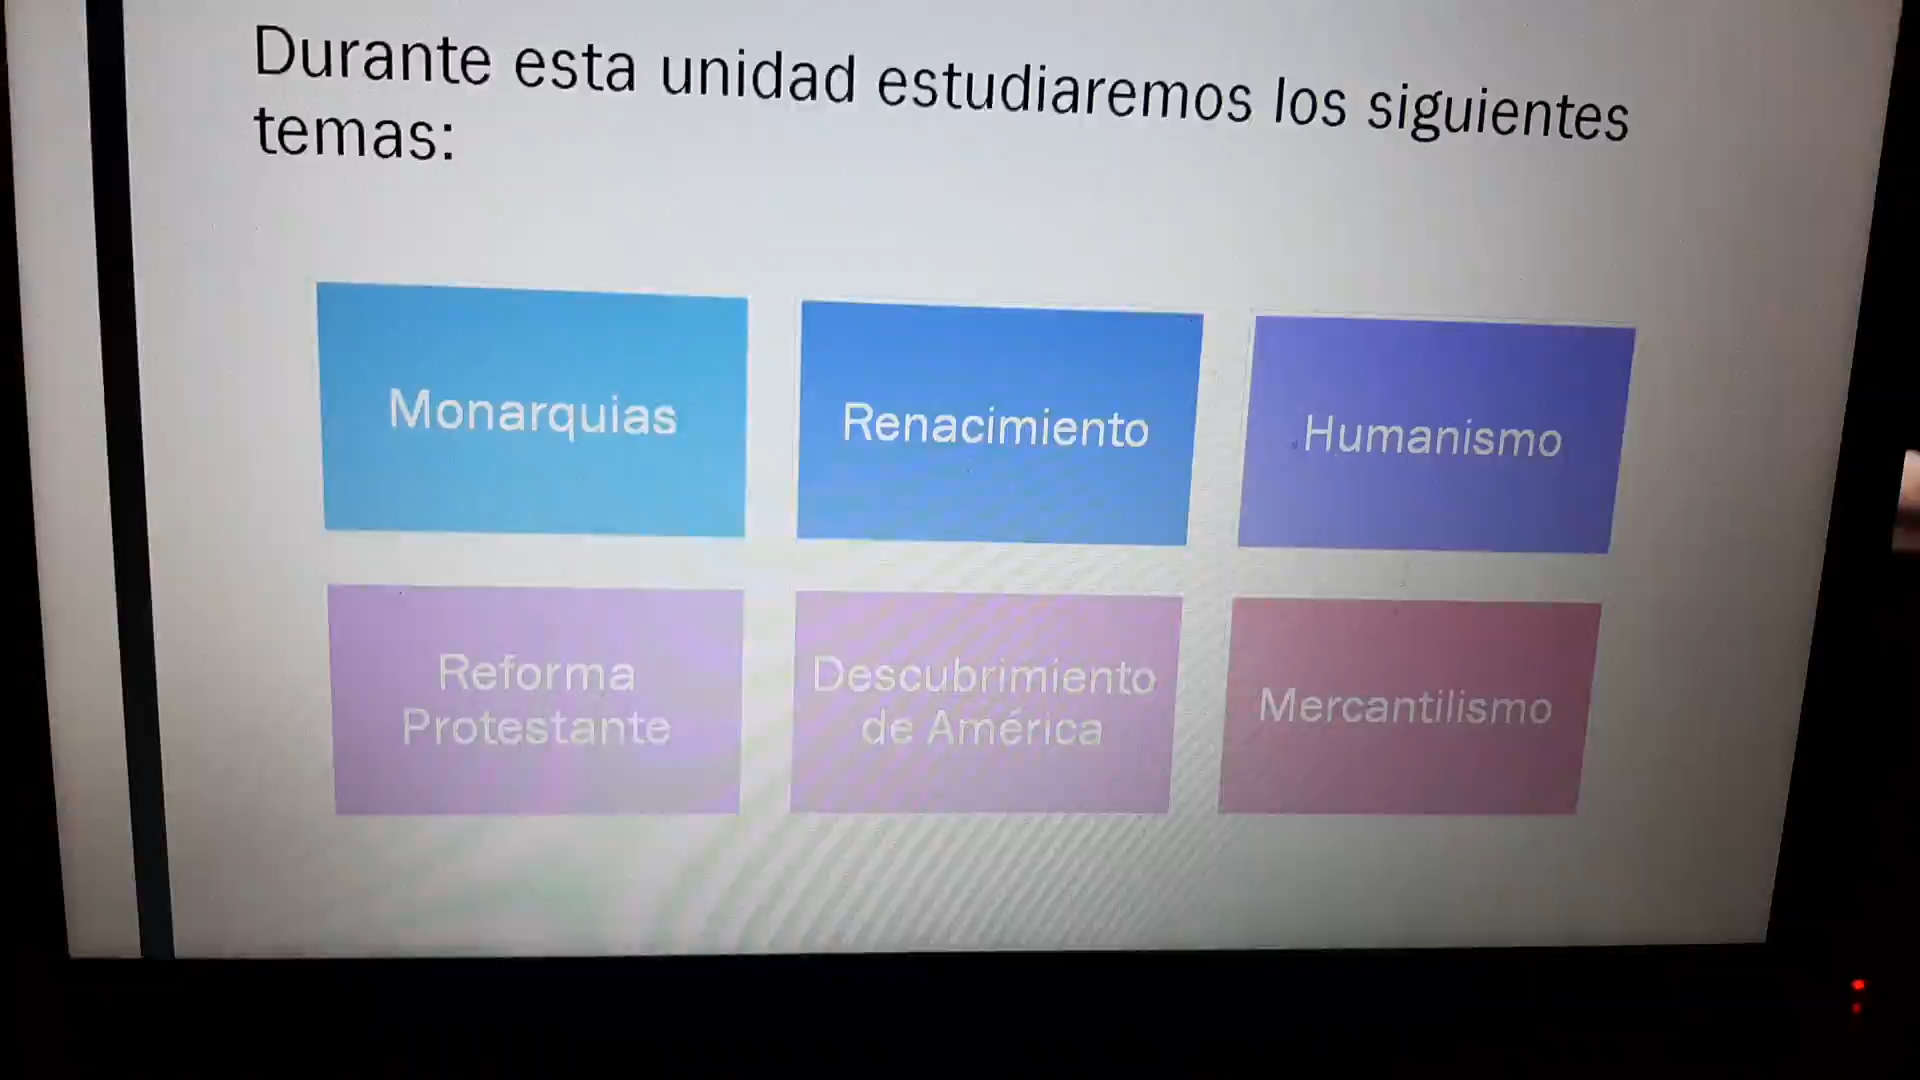 Durante esta unidad estudiaremos los siguientes
temas:
Monarquias
Renacimiento
Humanismo
Reforma
Protestante
Descubrimiento
de América
Mercantilismo